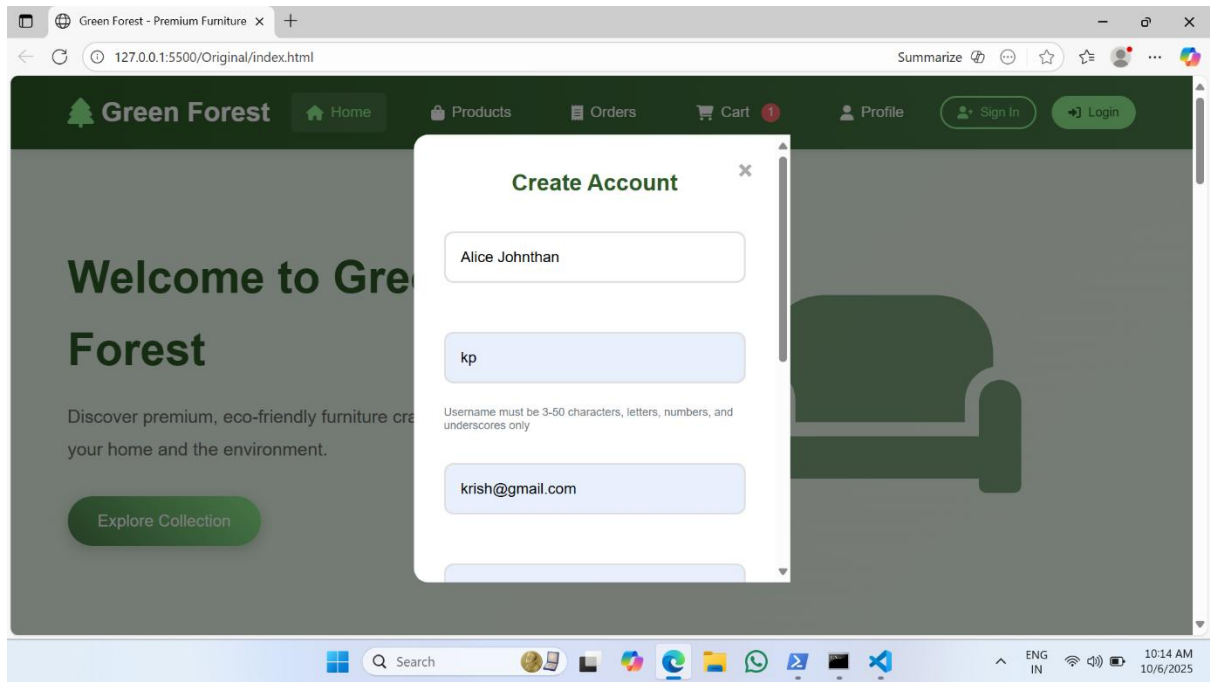 Green Forest - Premium Furniture
127.0.0.1:5500/Original/index.html
Summarize
Green Forest
Home
Products
Orders
Cart 1
Profile
Sign In
Login
Create Account
Alice Johnthan
Welcome to Gre
Forest
kp
Discover premium, eco-friendly furniture cra
your home and the environment.
Username must be 3-50 characters, letters, numbers, and
underscores only
krish@gmail.com
Explore Collection
Search
ENG
IN
10:14 AM
10/6/2025